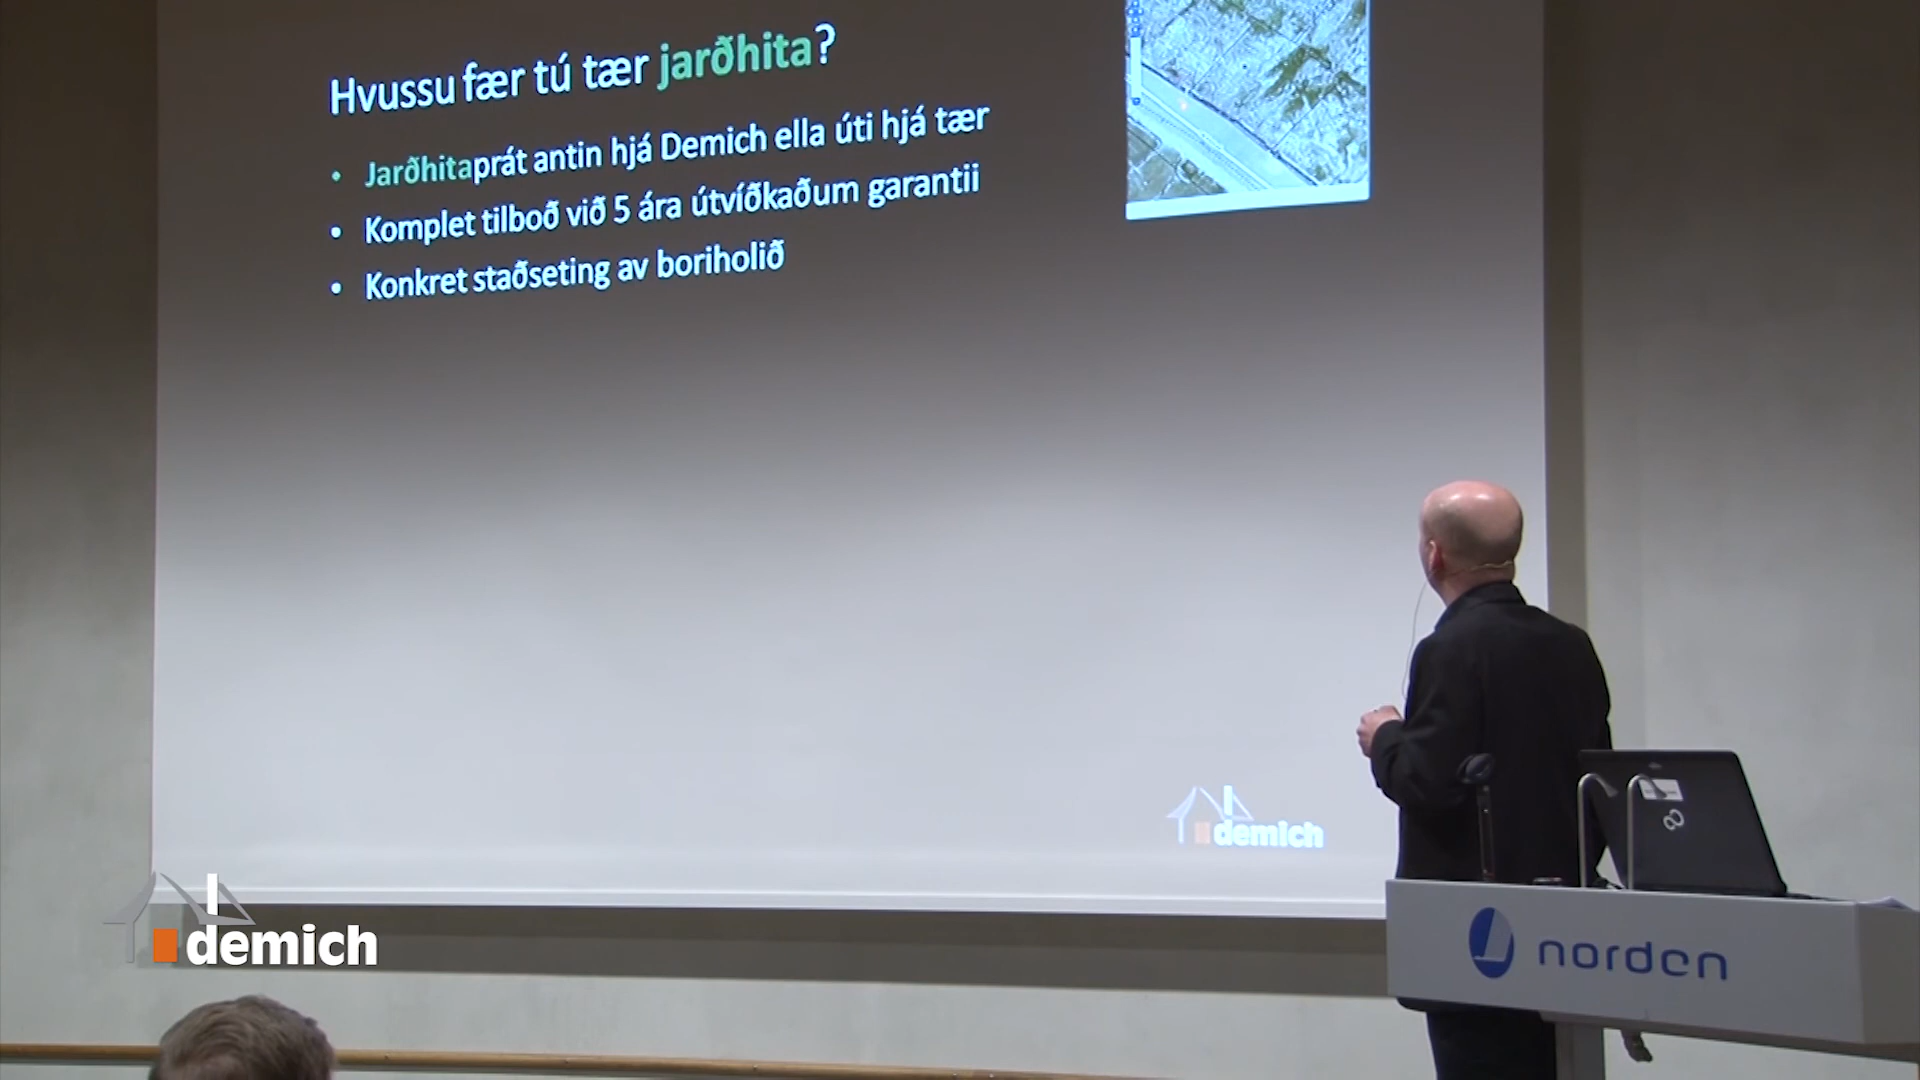 Hvussu fær tú tær jarðhita?
• Jarðhitaprát antin hjá Demich ella úti hjá tær
• Komplet tilboð við 5 ára útvíðkaðum garantii
• Konkret staðseting av boriholið
demich
demich
norden